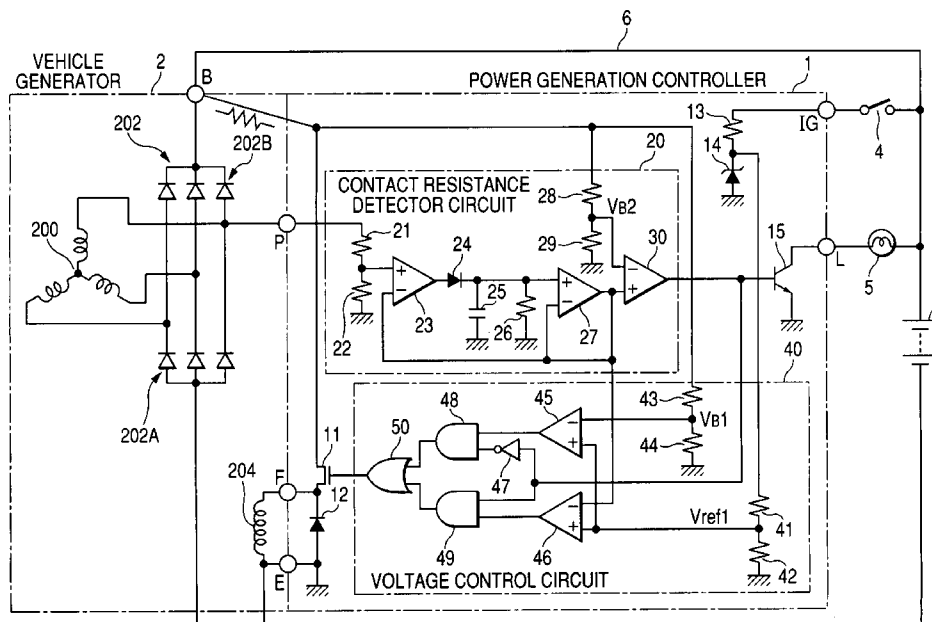 6
VEHICLE
GENERATOR
2
B
POWER GENERATION CONTROLLER
1
13
IG
4
14
202
202B
20
CONTACT RESISTANCE
DETECTOR CIRCUIT
28
VB2
29
30
15
L
5
P
21
24
200
22
23
25
26
27
40
43
VB1
44
45
48
50
47
202A
11
F
12
204
49
46
Vref1
41
42
E
VOLTAGE CONTROL CIRCUIT